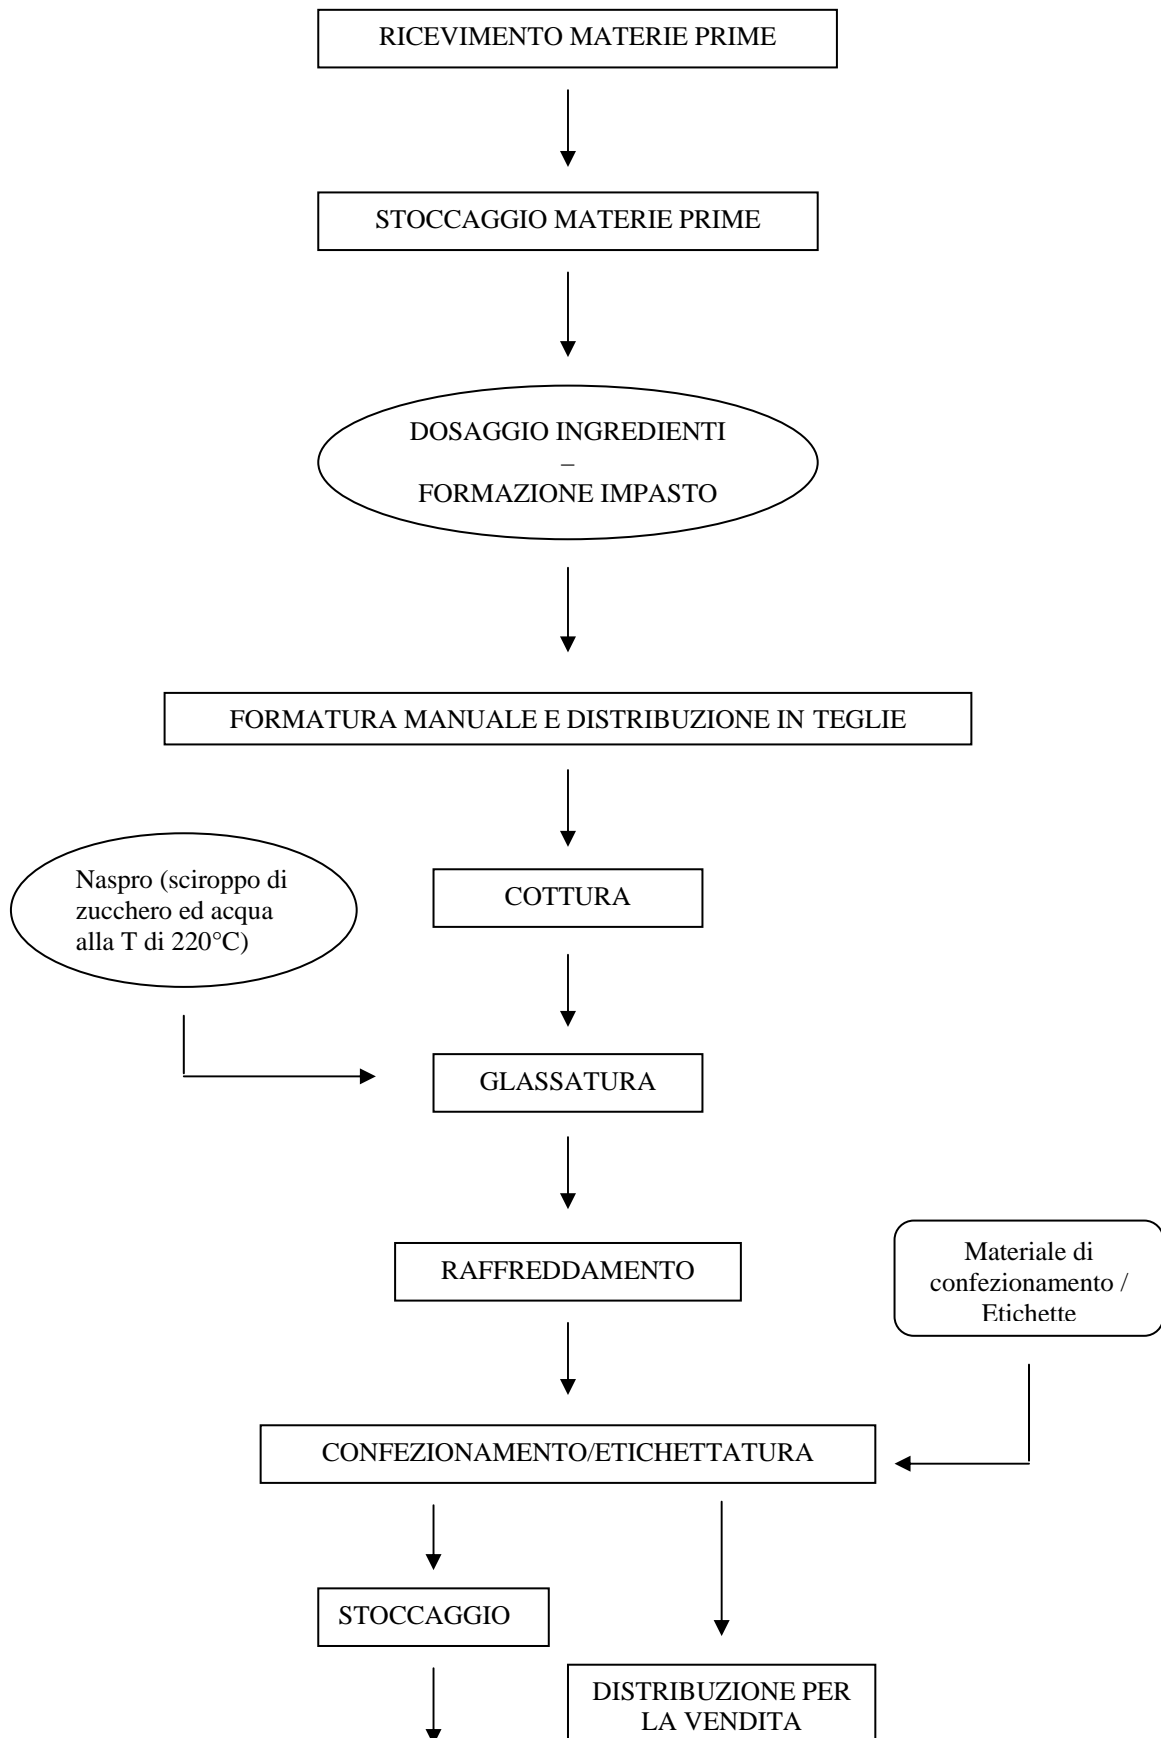 RICEVIMENTO MATERIE PRIME
STOCCAGGIO MATERIE PRIME
DOSAGGIO INGREDIENTI
–
FORMAZIONE IMPASTO
FORMATURA MANUALE E DISTRIBUZIONE IN TEGLIE
Naspro (sciroppo di
zucchero ed acqua
alla T di 220°C)
COTTURA
GLASSATURA
RAFFREDDAMENTO
Materiale di
confezionamento /
Etichette
CONFEZIONAMENTO/ETICHETTATURA
STOCCAGGIO
DISTRIBUZIONE PER
LA VENDITA